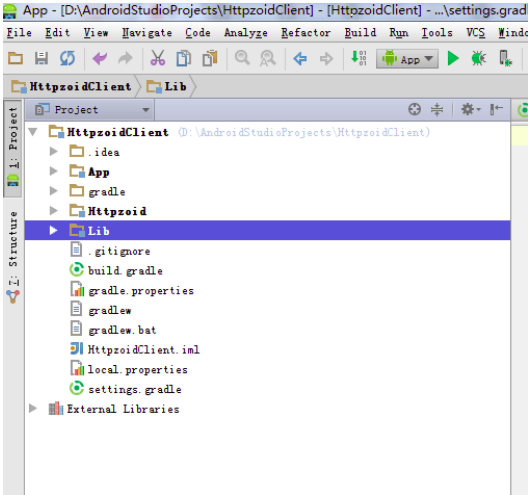 App - [D:\AndroidStudioProjects\HttpzoidClient] - [HttpzoidClient] - ...\settings.grad
File Edit View Navigate Code Analyze Refactor Build Run Tools VCS Windo
App
HttpzoidClient Lib
1: Project
Project
HttpzoidClient (D:\AndroidStudioProjects\HttpzoidClient)
.idea
App
gradle
Httpzoid
Lib
.gitignore
build.gradle
gradle.properties
gradlew
gradlew.bat
HttpzoidClient.iml
local.properties
settings.gradle
External Libraries
Z: Structure